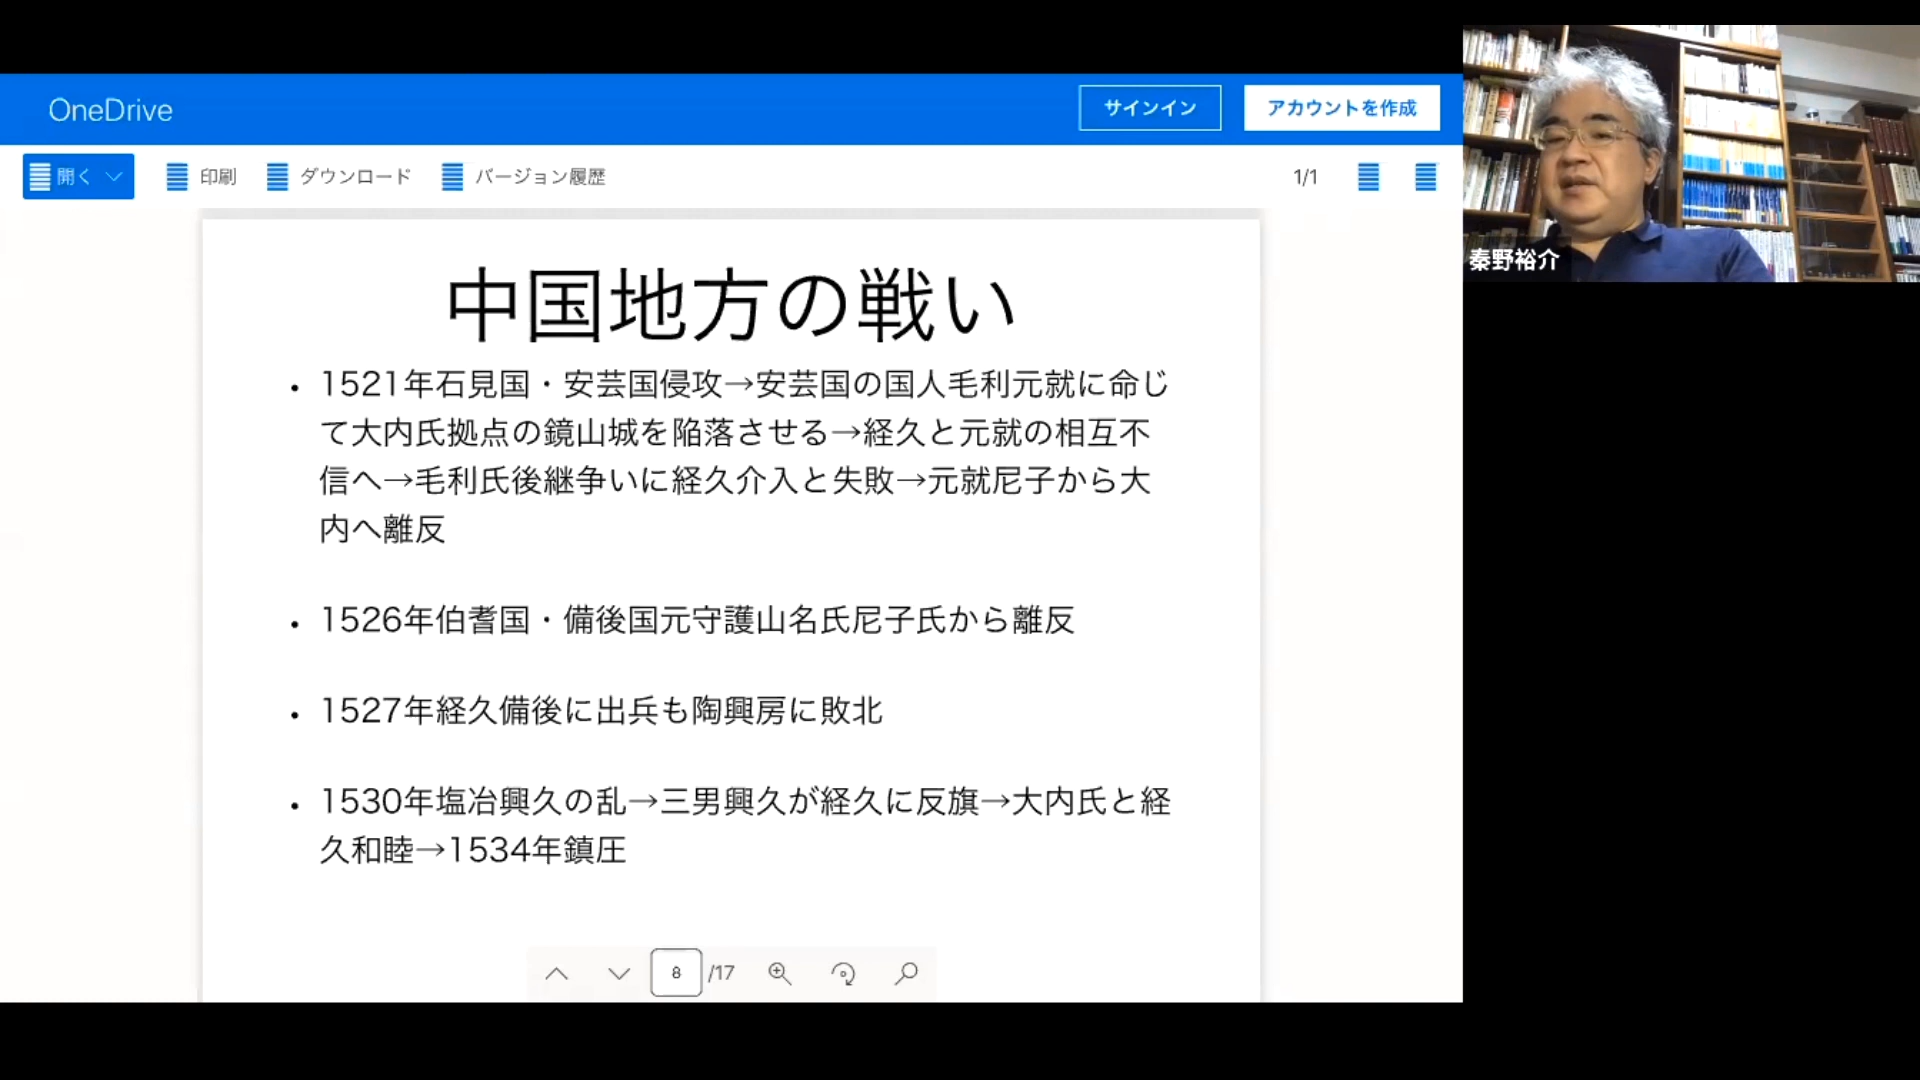 OneDrive
サインイン
アカウントを作成
開く
印刷
ダウンロード
バージョン履歴
1/1
秦野裕介
中国地方の戦い
• 1521年石見国・安芸国侵攻→安芸国の国人毛利元就に命じ
て大内氏拠点の鏡山城を陥落させる→経久と元就の相互不
信へ→毛利氏後継争いに経久介入と失敗→元就尼子から大
内へ離反
• 1526年伯耆国・備後国元守護山名氏尼子氏から離反
• 1527年経久備後に出兵も陶興房に敗北
• 1530年塩冶興久の乱→三男興久が経久に反旗→大内氏と経
久和睦→1534年鎮圧
8 /17